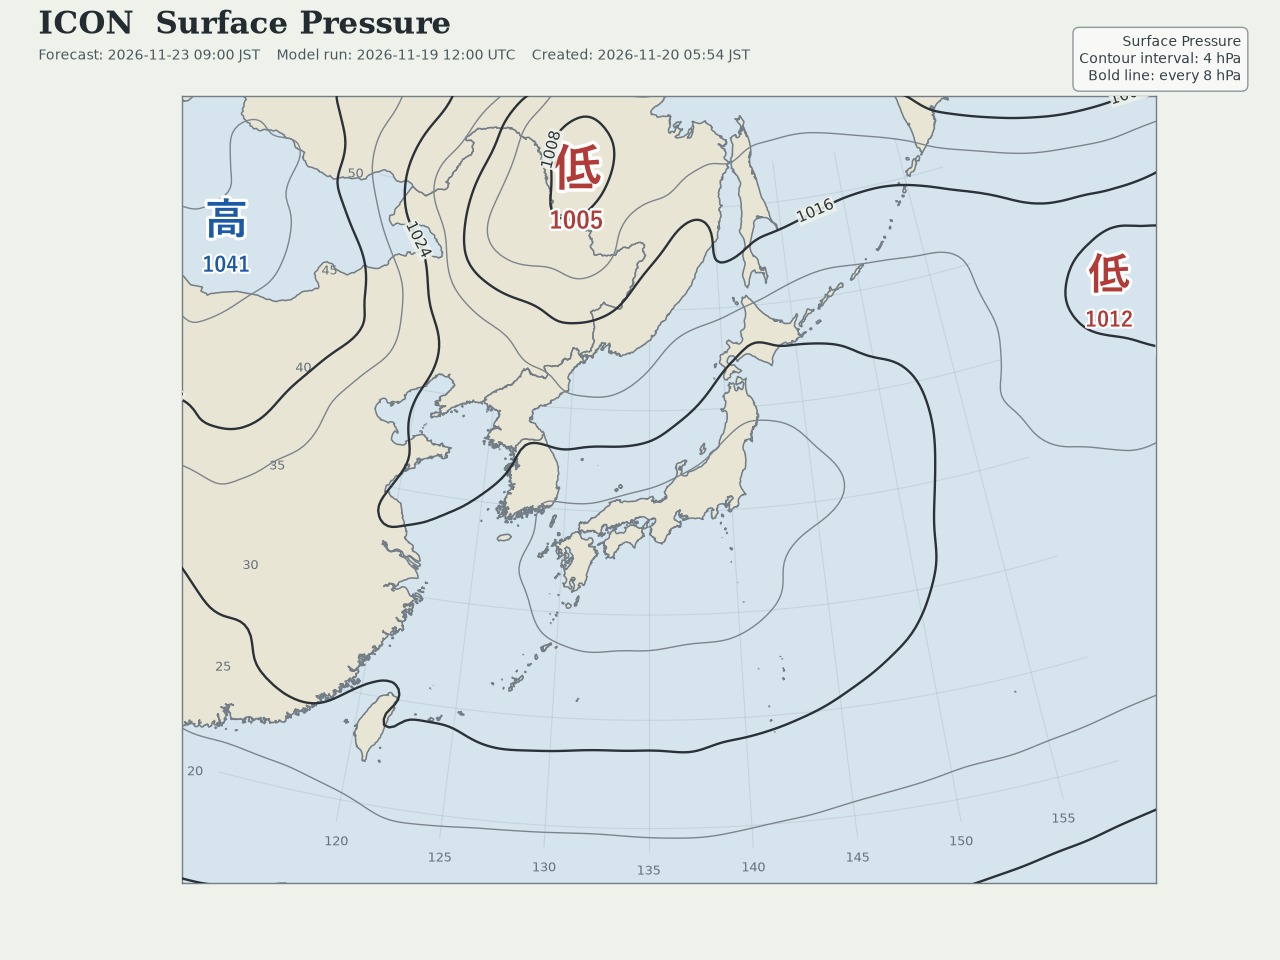 ICON  Surface Pressure
Forecast: 2026-11-23 09:00 JST    Model run: 2026-11-19 12:00 UTC    Created: 2026-11-20 05:54 JST
Surface Pressure
Contour interval: 4 hPa
Bold line: every 8 hPa
1008
低
1005
50
高
1041
1016
1024
45
低
1012
40
35
30
25
20
120
125
130
135
140
145
150
155